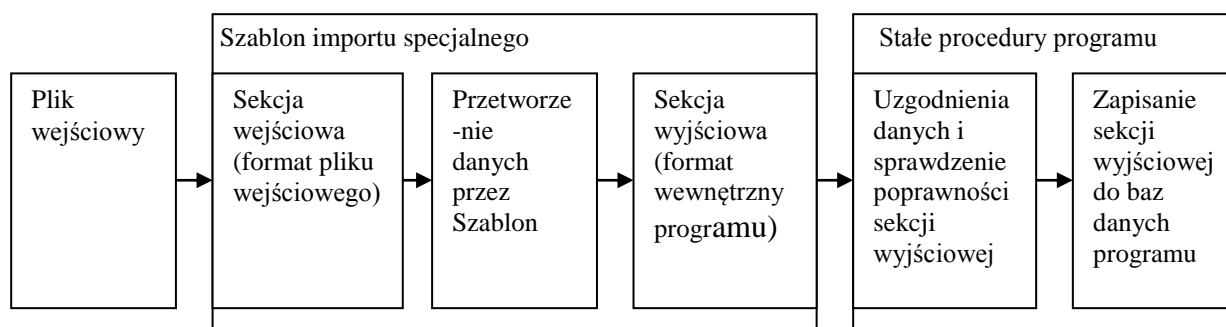 Szablon importu specjalnego
Stałe procedury programu
Plik
wejściowy
Sekcja
wejściowa
(format pliku
wejściowego)
Przetworze
-nie
danych
przez
Szablon
Sekcja
wyjściowa
(format
wewnętrzny
programu)
Uzgodnienia
danych i
sprawdzenie
poprawności
sekcji
wyjściowej
Zapisanie
sekcji
wyjściowej
do baz
danych
programu